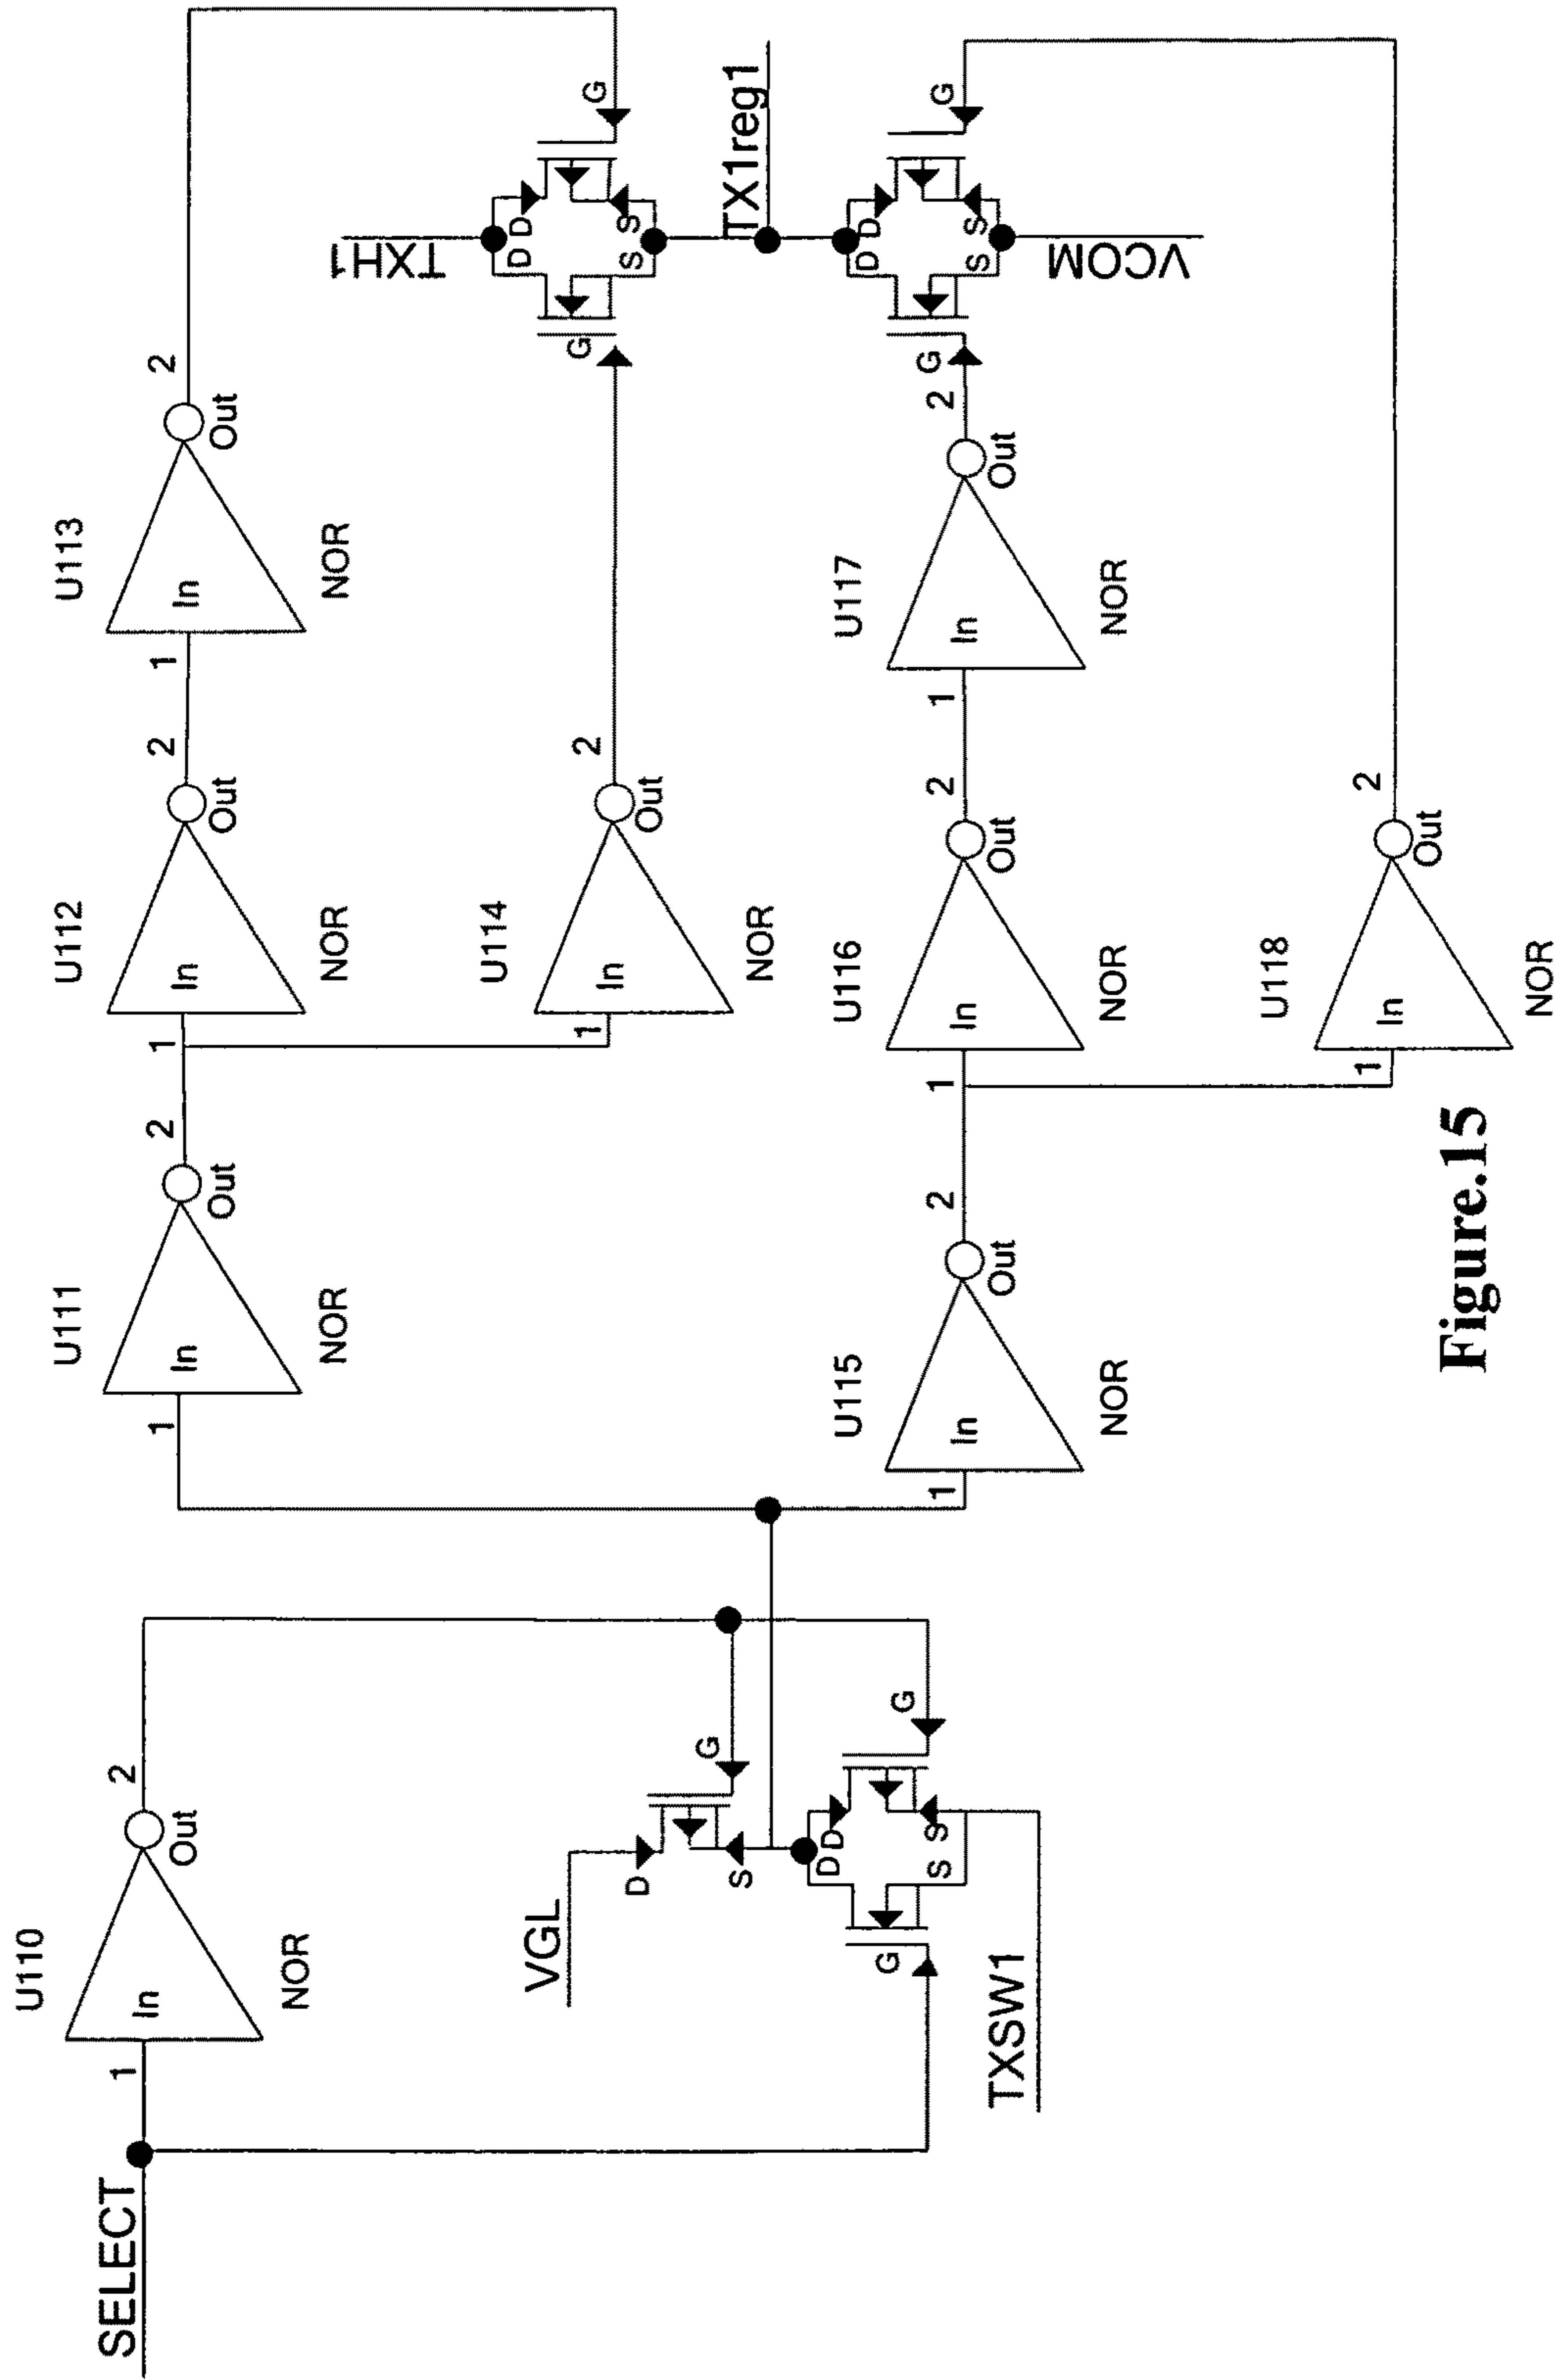 SELECT
1
In
U110
NOR
Out
2
VGL
D
S
G
D
D
S
S
G
G
TXSW1
1
In
U111
NOR
Out
2
1
In
U112
NOR
Out
2
1
In
U113
NOR
Out
2
1
In
U114
NOR
Out
2
1
In
U115
NOR
Out
2
1
In
U116
NOR
Out
2
1
In
U117
NOR
Out
2
1
In
U118
NOR
Out
2
TXH1
D
D
S
S
G
G
TX1reg1
D
D
S
S
G
G
VCOM
Figure.15